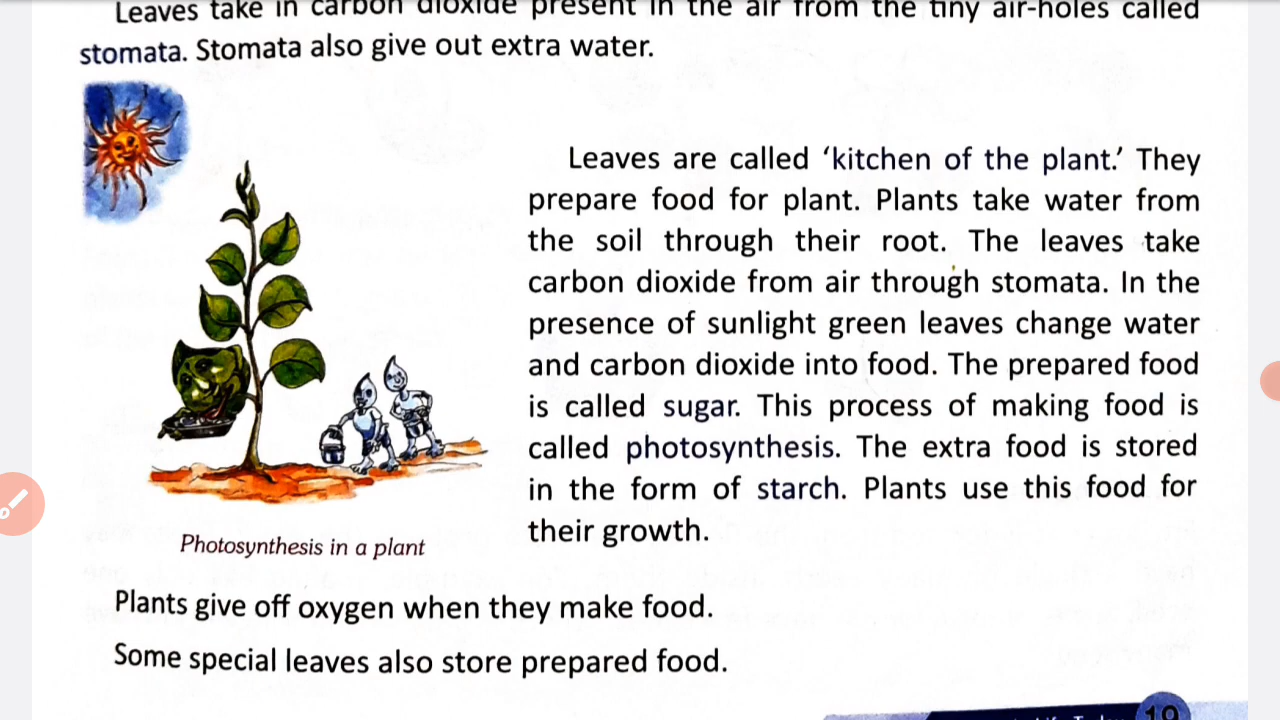 Leaves take in carbon dioxide present in the air from the tiny air-holes called
stomata. Stomata also give out extra water.
Leaves are called ‘kitchen of the plant.’ They
prepare food for plant. Plants take water from
the soil through their root. The leaves take
carbon dioxide from air through stomata. In the
presence of sunlight green leaves change water
and carbon dioxide into food. The prepared food
is called sugar. This process of making food is
called photosynthesis. The extra food is stored
in the form of starch. Plants use this food for
their growth.
Photosynthesis in a plant
Plants give off oxygen when they make food.
Some special leaves also store prepared food.
19